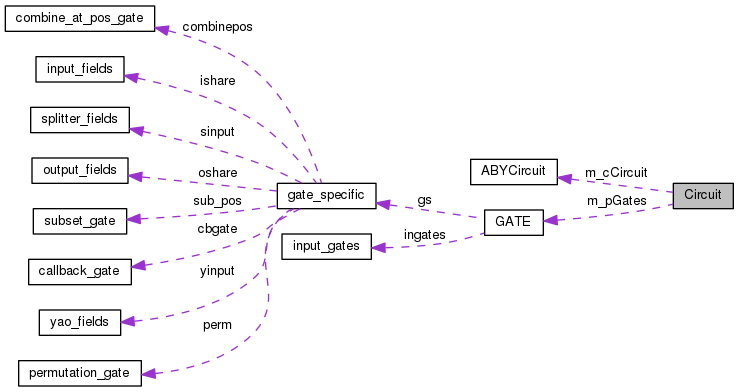 combine_at_pos_gate
combinepos
input_fields
ishare
splitter_fields
sinput
output_fields
oshare
ABYCircuit
m_cCircuit
gate_specific
sub_pos
Circuit
gs
m_pGates
subset_gate
GATE
cbgate
ingates
input_gates
callback_gate
yinput
yao_fields
perm
permutation_gate